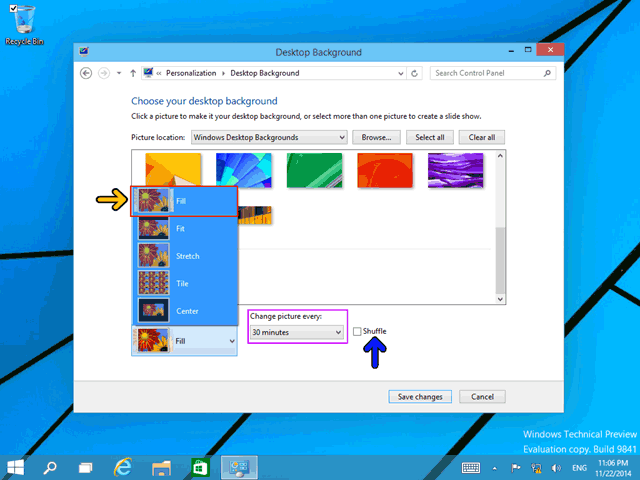 Recycle Bin
Desktop Background
« Personalization ▸ Desktop Background
Search Control Panel
Choose your desktop background
Click a picture to make it your desktop background, or select more than one picture to create a slide show.
Picture location: Windows Desktop Backgrounds Browse... Select all Clear all
Fill
Fit
Stretch
Tile
Center
Fill
Change picture every:
30 minutes
Shuffle
Save changes Cancel
Windows Technical Preview
Evaluation copy. Build 9841
ENG
11:06 PM
11/22/2014